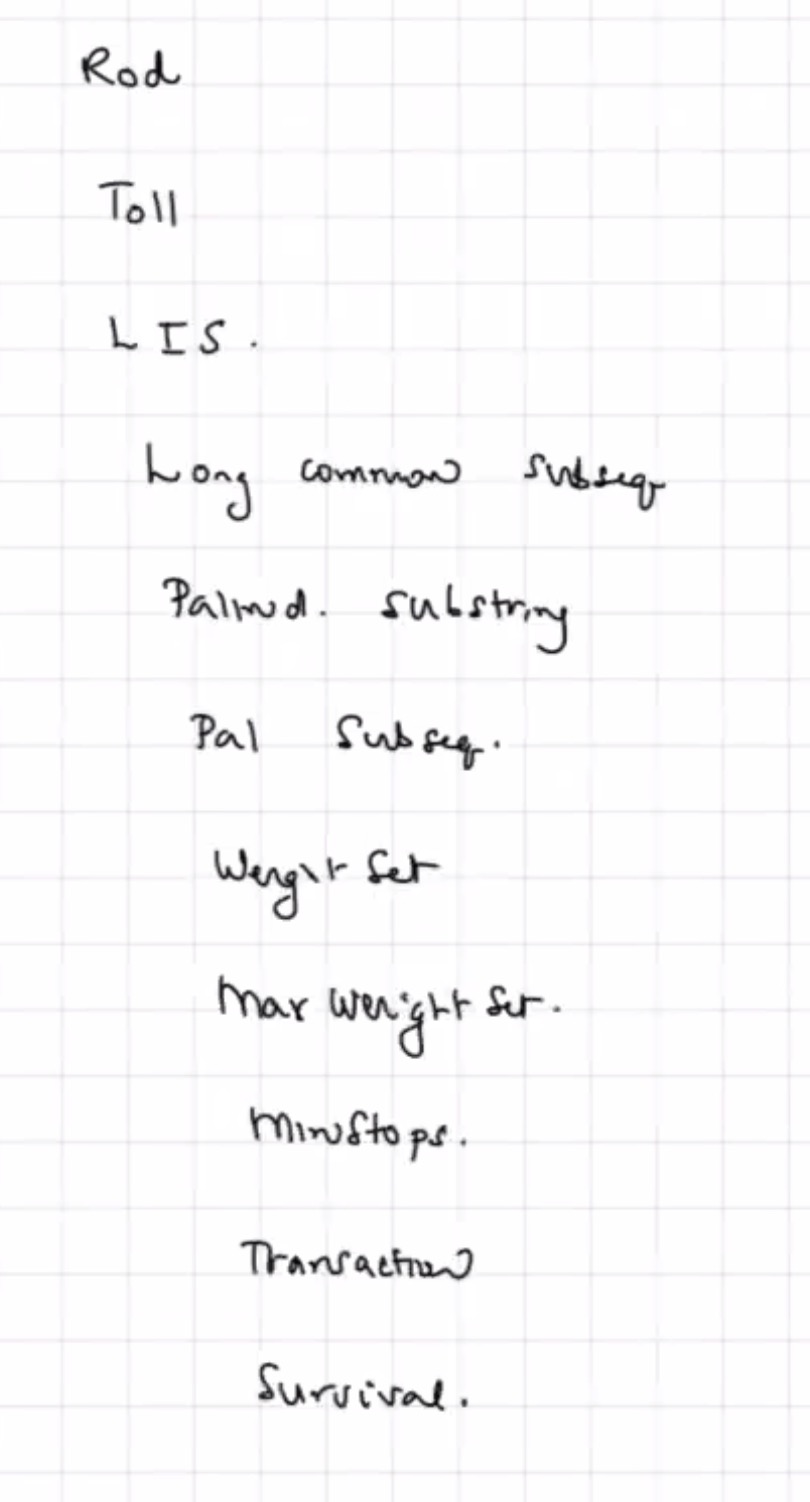 Rod
Toll
LIS.
Long common subseq
Palind. substring
Pal Subseq.
Weight Set
Max weight Set.
MinStops.
Transaction
Survival.